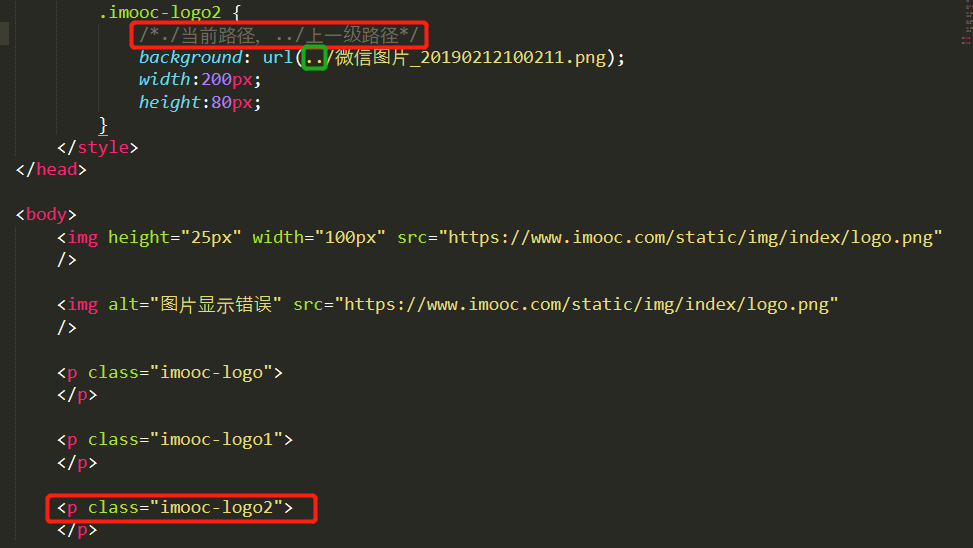 .imooc-logo2 {
/*./当前路径, ../上一级路径*/
background: url(../微信图片_20190212100211.png);
width:200px;
height:80px;
}
</style>
</head>
<body>
<img height="25px" width="100px" src="https://www.imooc.com/static/img/index/logo.png"
/>
<img alt="图片显示错误" src="https://www.imooc.com/static/img/index/logo.png"
/>
<p class="imooc-logo">
</p>
<p class="imooc-logo1">
</p>
<p class="imooc-logo2">
</p>